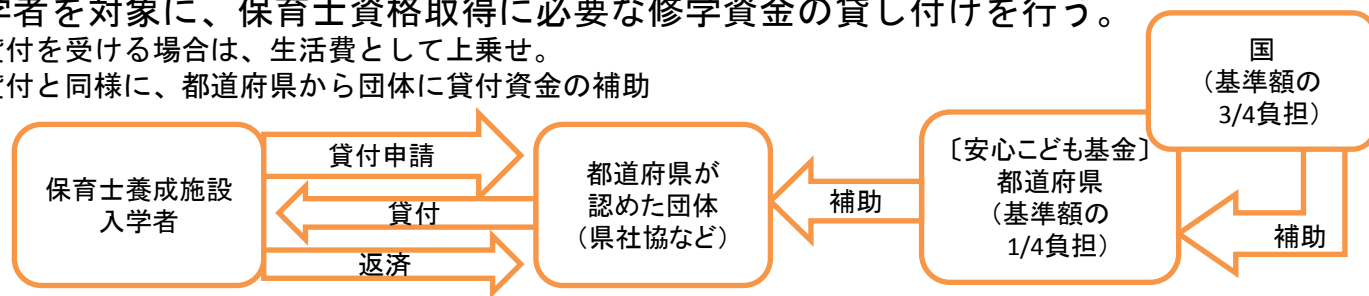 学者を対象に、保育士資格取得に必要な修学資金の貸し付けを行う。
貸付を受ける場合は、生活費として上乗せ。
貸付と同様に、都道府県から団体に貸付資金の補助
国
（基準額の
3/4負担）
貸付申請
保育士養成施設
入学者
貸付
返済
都道府県が
認めた団体
（県社協など）
補助
〔安心こども基金〕
都道府県
（基準額の
1/4負担）
補助